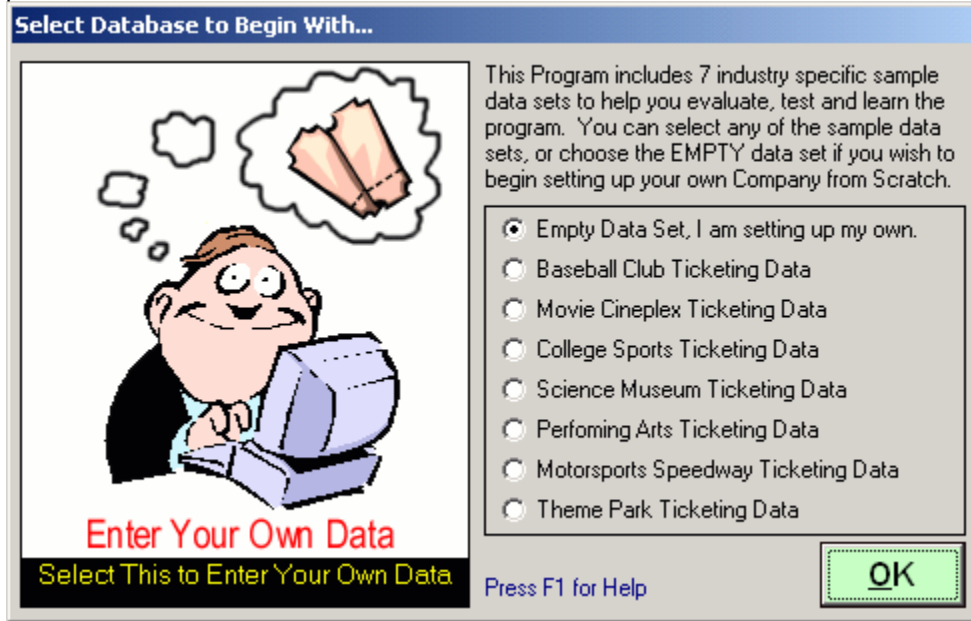 Select Database to Begin With...
This Program includes 7 industry specific sample
data sets to help you evaluate, test and learn the
program. You can select any of the sample data
sets, or choose the EMPTY data set if you wish to
begin setting up your own Company from Scratch.
Empty Data Set, I am setting up my own.
Baseball Club Ticketing Data
Movie Cineplex Ticketing Data
College Sports Ticketing Data
Science Museum Ticketing Data
Perfoming Arts Ticketing Data
Motorsports Speedway Ticketing Data
Theme Park Ticketing Data
Enter Your Own Data
Select This to Enter Your Own Data
Press F1 for Help
OK